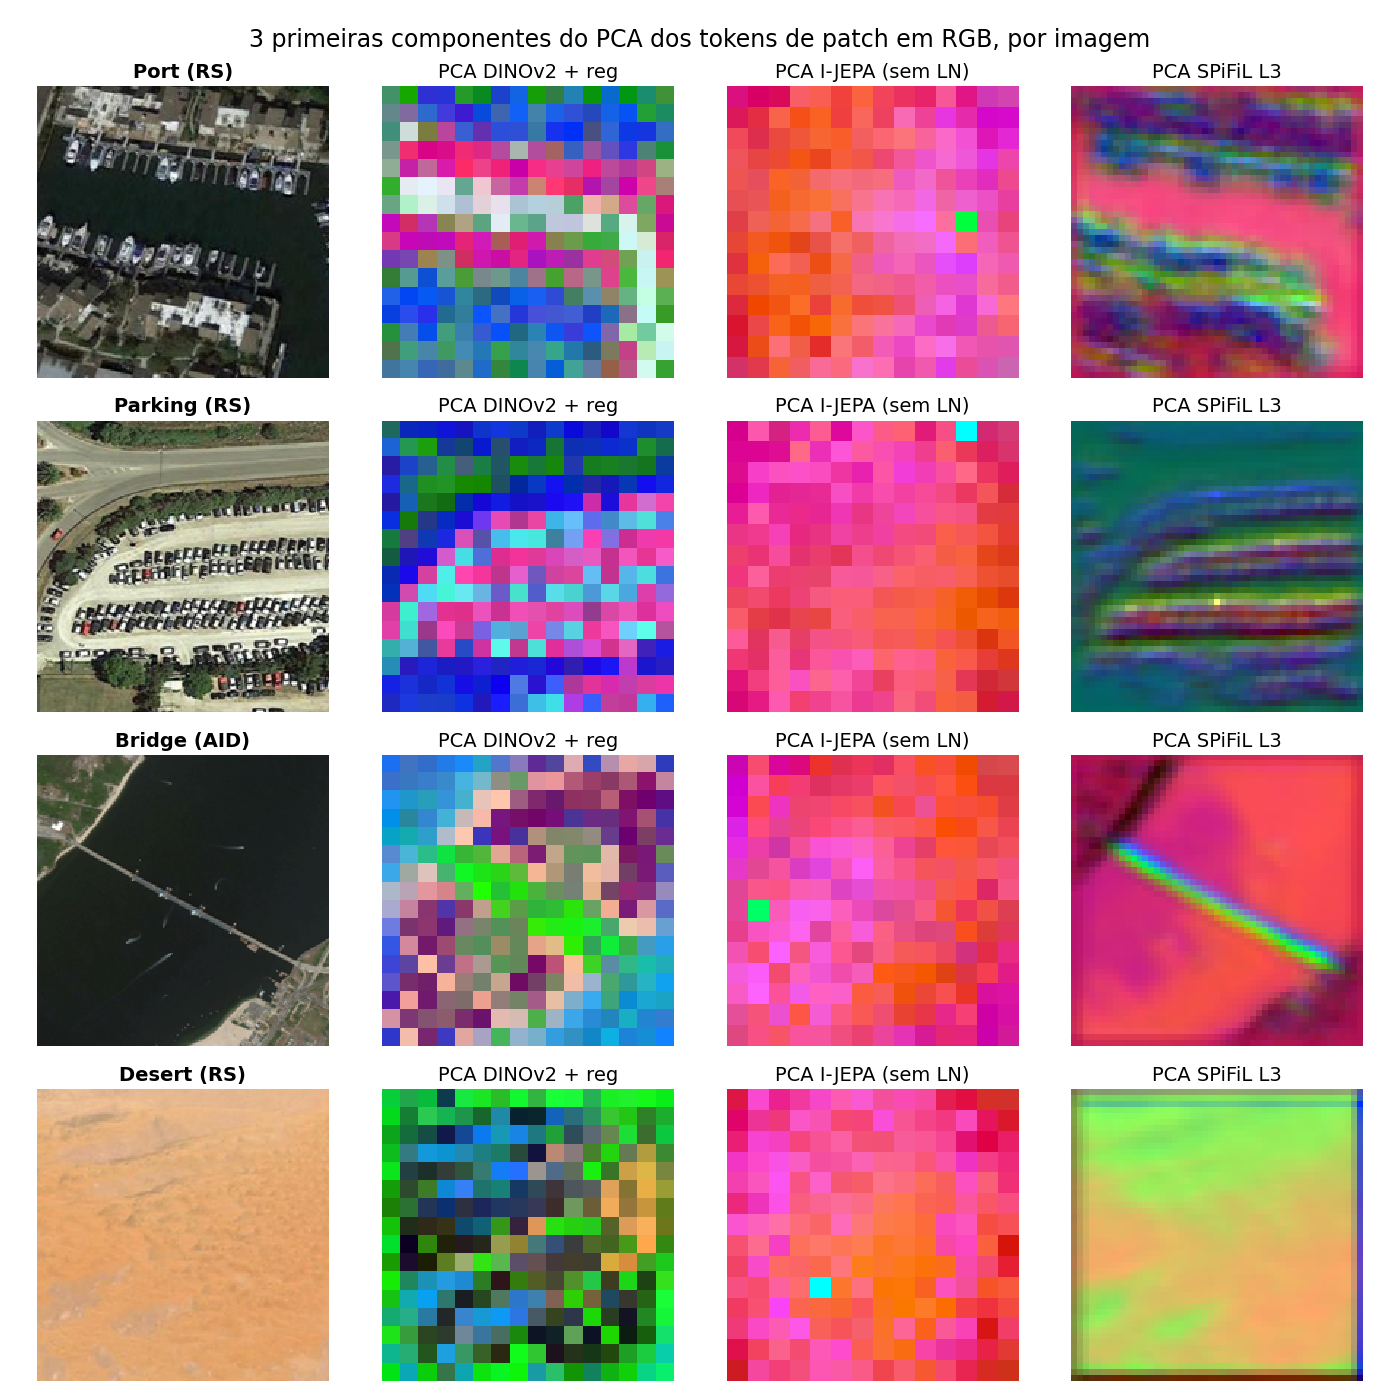 3 primeiras componentes do PCA dos tokens de patch em RGB, por imagem
Port (RS) PCA DINOv2 + reg PCA I-JEPA (sem LN) PCA SPiFiL L3
Parking (RS) PCA DINOv2 + reg PCA I-JEPA (sem LN) PCA SPiFiL L3
Bridge (AID) PCA DINOv2 + reg PCA I-JEPA (sem LN) PCA SPiFiL L3
Desert (RS) PCA DINOv2 + reg PCA I-JEPA (sem LN) PCA SPiFiL L3